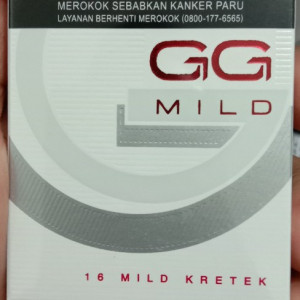 MEROKOK SEBABKAN KANKER PARU
LAYANAN BERHENTI MEROKOK (0800-177-6565)
GG
MILD
16 MILD KRETEK